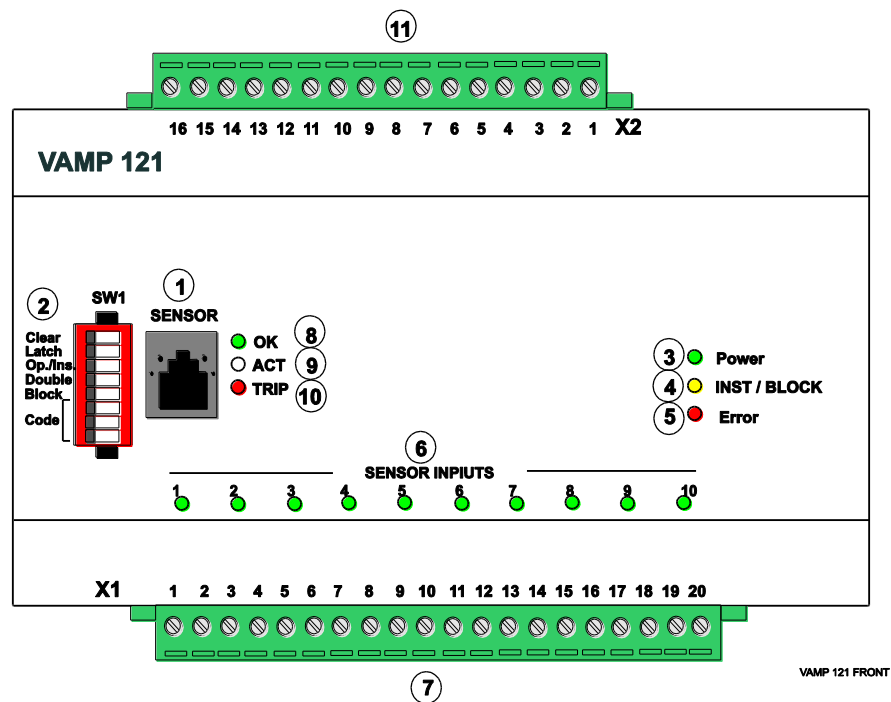 11
16 15 14 13 12 11 10 9 8 7 6 5 4 3 2 1 X2
VAMP 121
2
SW1
1
SENSOR
Clear
Latch
Op./Ins.
Double
Block
Code
OK 8
ACT 9
TRIP 10
3 Power
4 INST / BLOCK
5 Error
6
SENSOR INPIUTS
1 2 3 4 5 6 7 8 9 10
X1 1 2 3 4 5 6 7 8 9 10 11 12 13 14 15 16 17 18 19 20
7
VAMP 121 FRONT